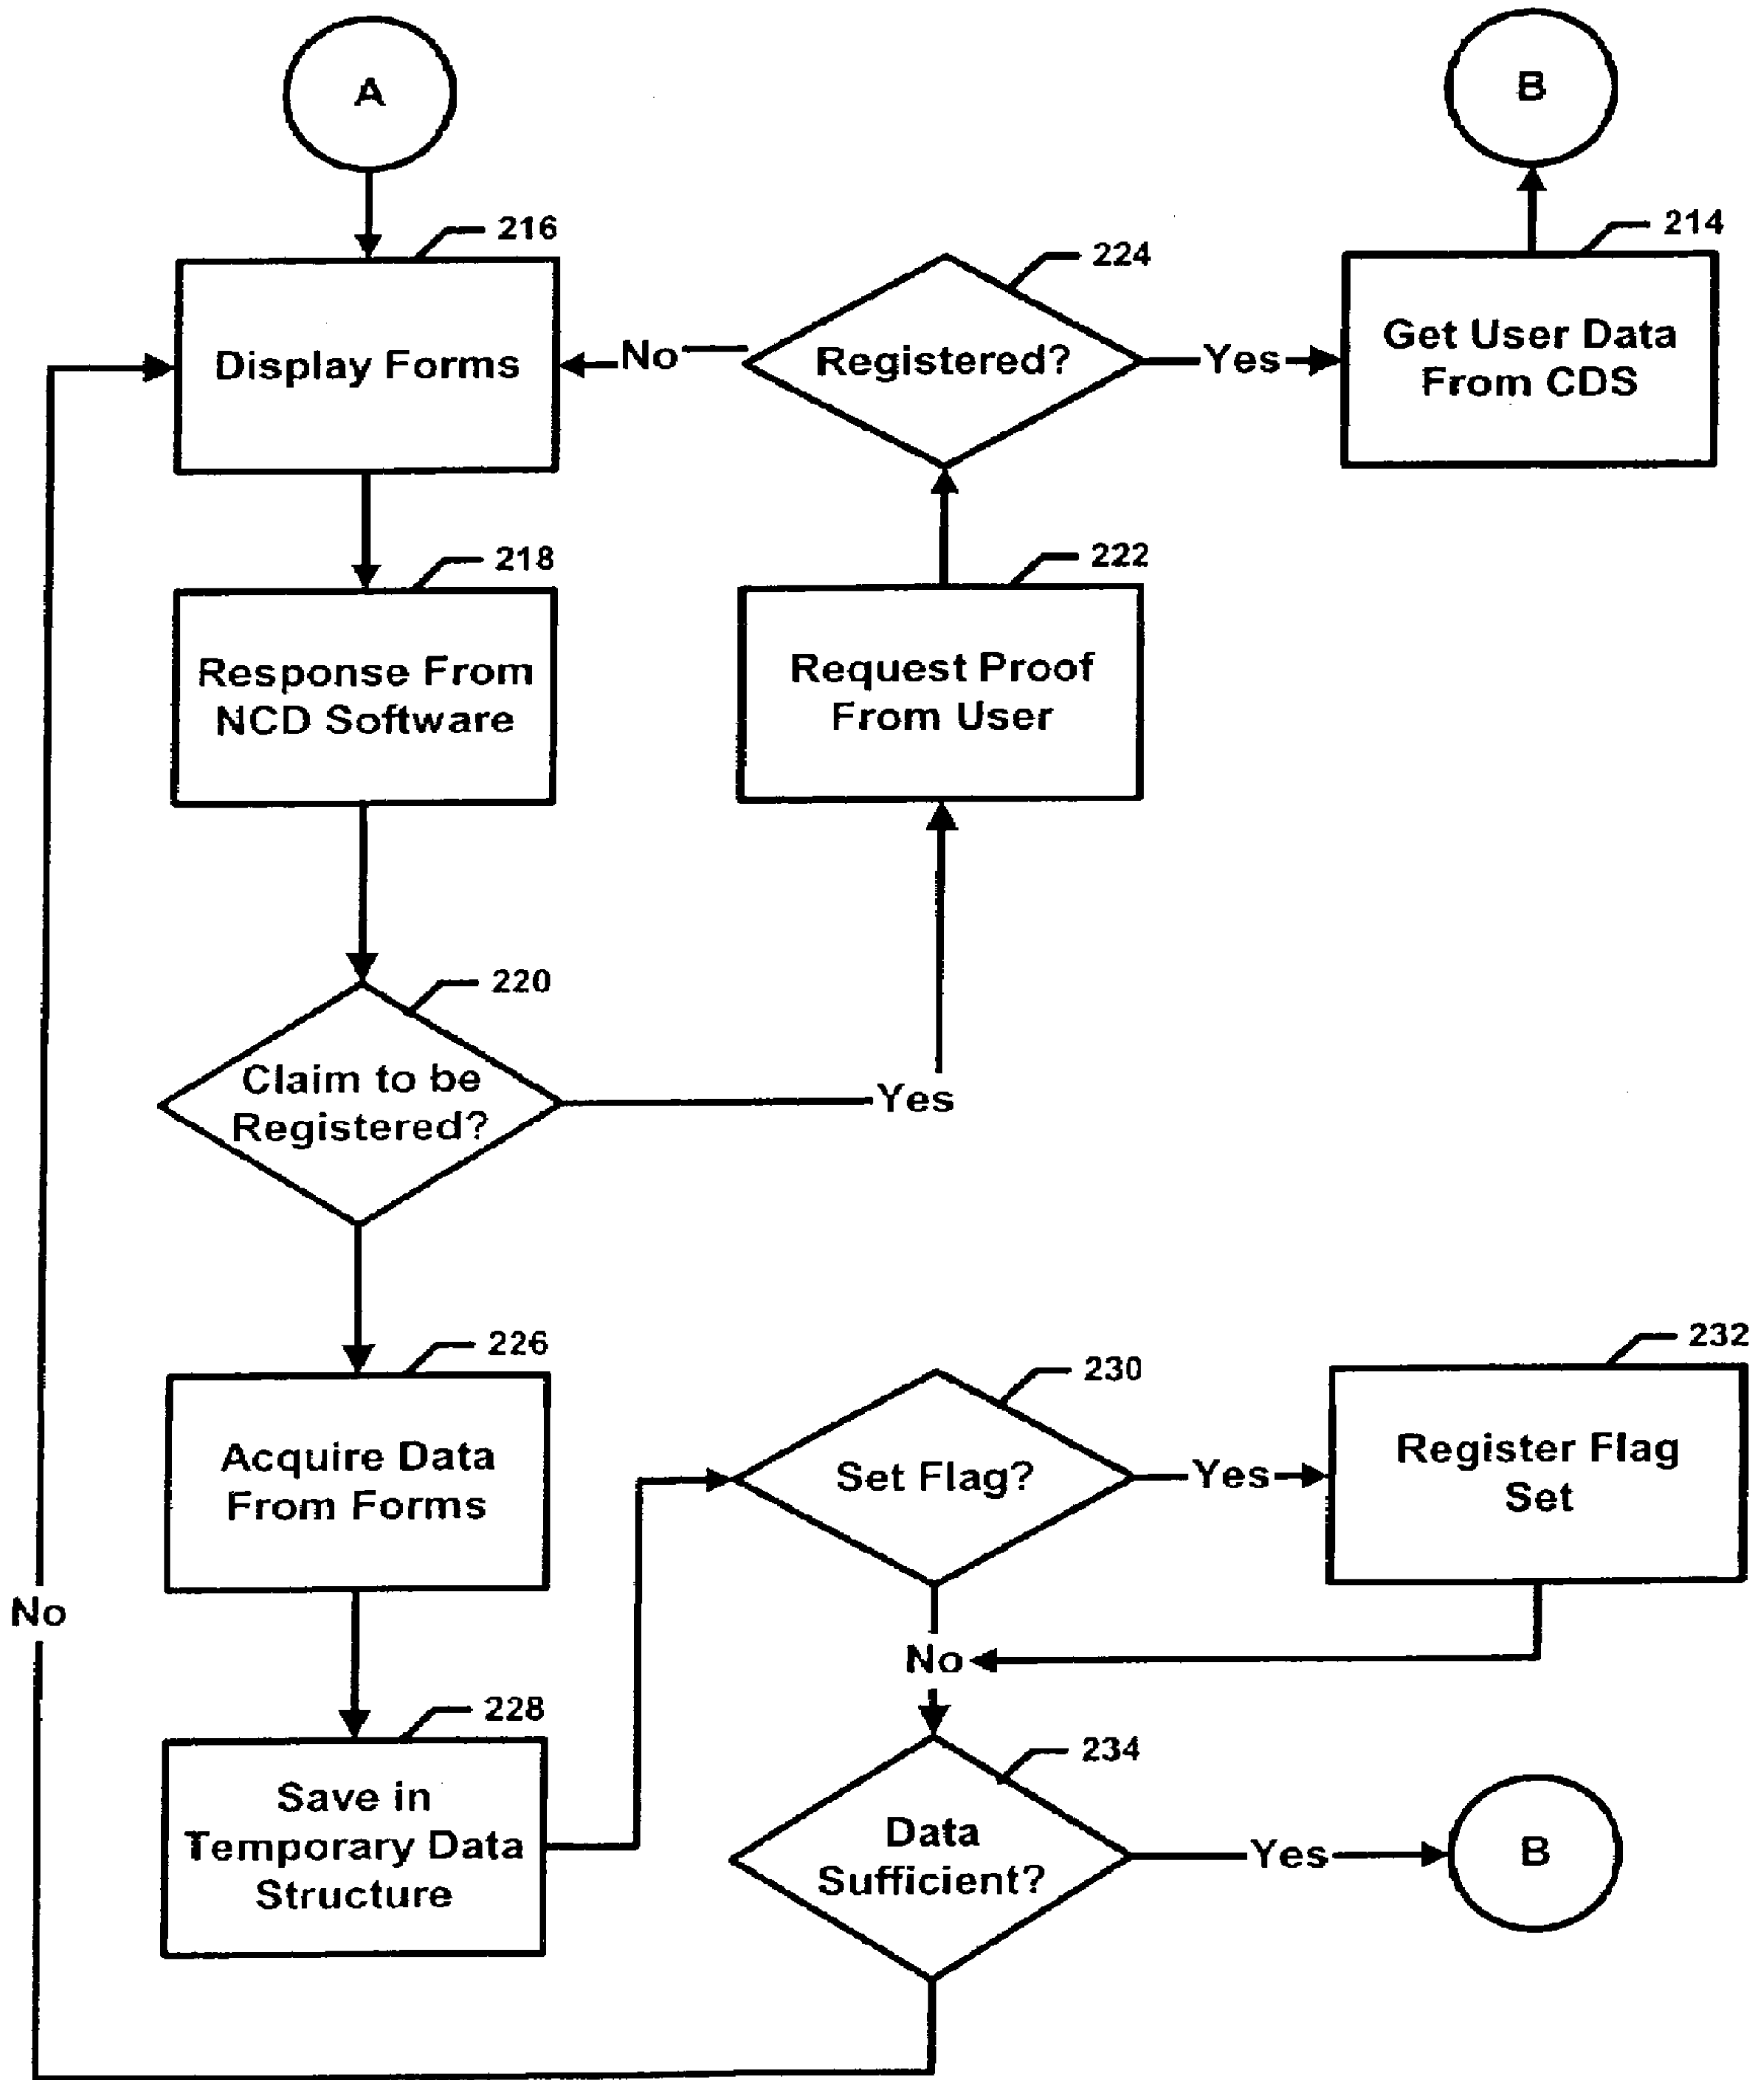 A
B
216
224
214
Display Forms
No
Registered?
Yes
Get User Data
From CDS
218
222
Response From
NCD Software
Request Proof
From User
220
Claim to be
Registered?
Yes
226
230
232
Acquire Data
From Forms
Set Flag?
Yes
Register Flag
Set
No
No
228
234
Save in
Temporary Data
Structure
Data
Sufficient?
Yes
B